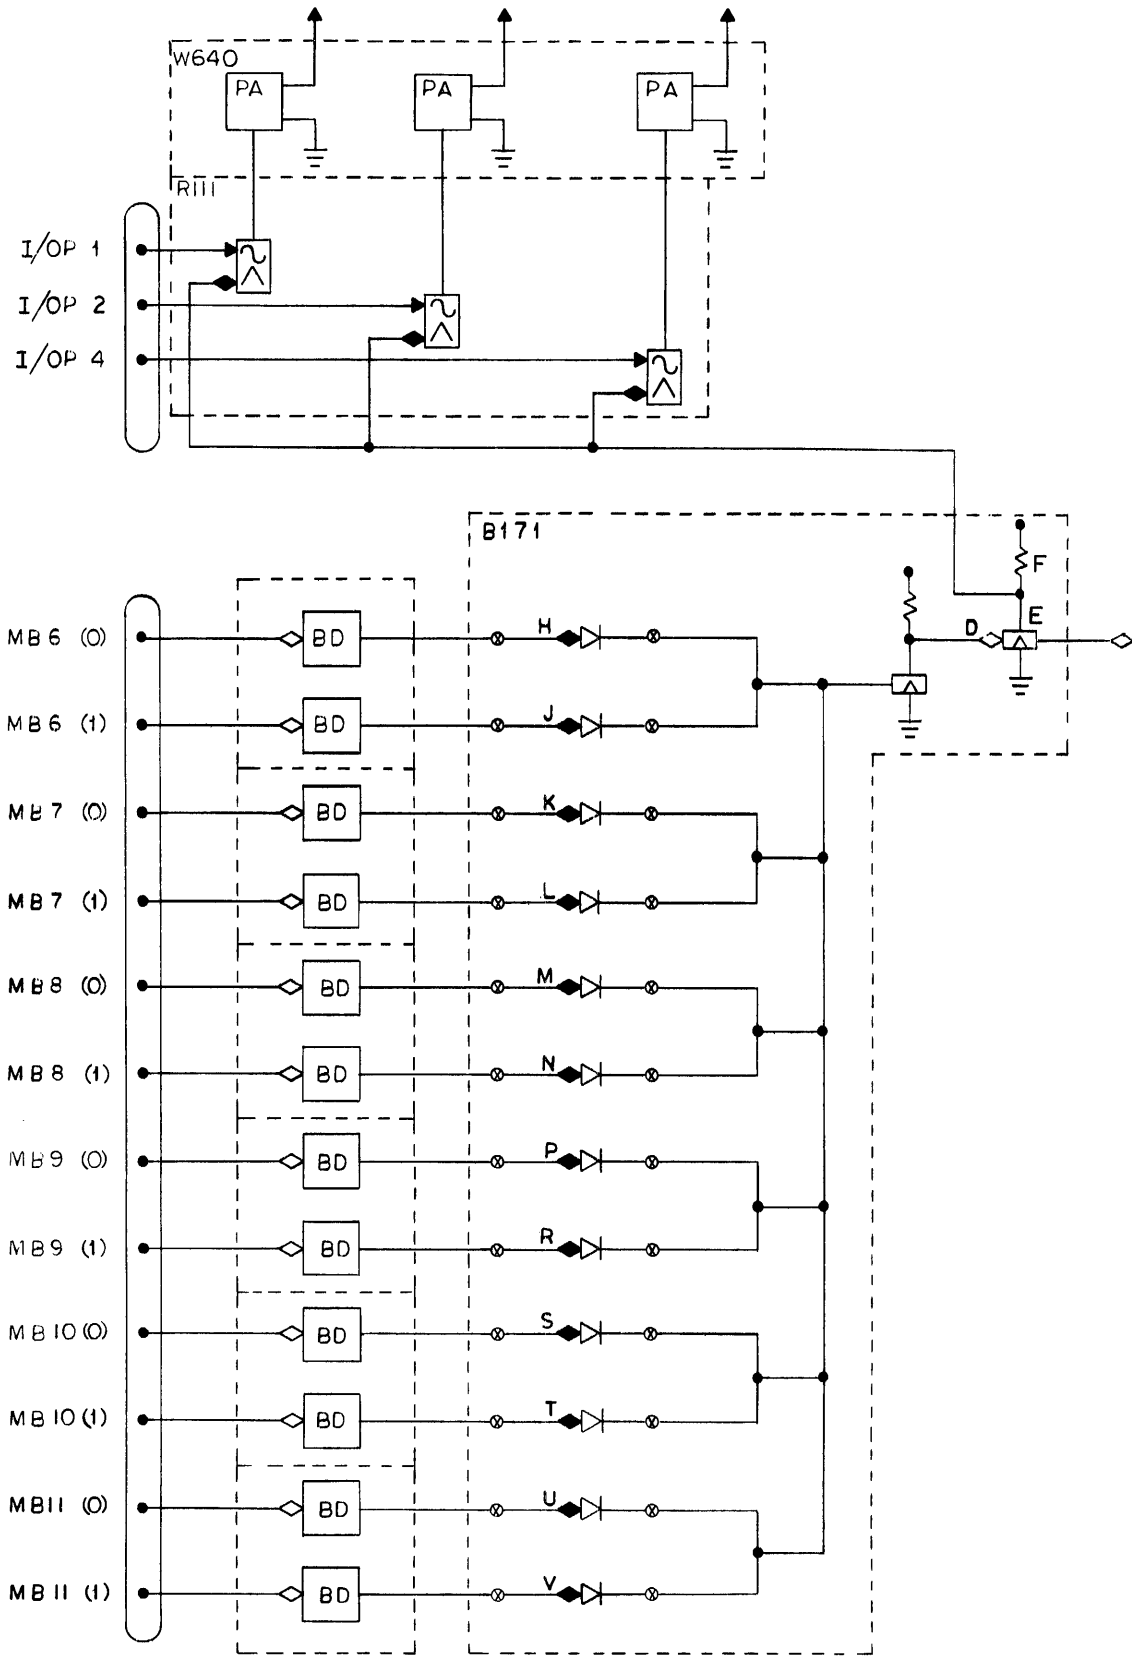 W640
PA PA PA
R111
I/OP 1
I/OP 2
I/OP 4
B171
F
E
D
MB6 (0) BD H
MB6 (1) BD J
MB7 (0) BD K
MB7 (1) BD L
MB8 (0) BD M
MB8 (1) BD N
MB9 (0) BD P
MB9 (1) BD R
MB10(0) BD S
MB10(1) BD T
MB11 (0) BD U
MB11 (1) BD V